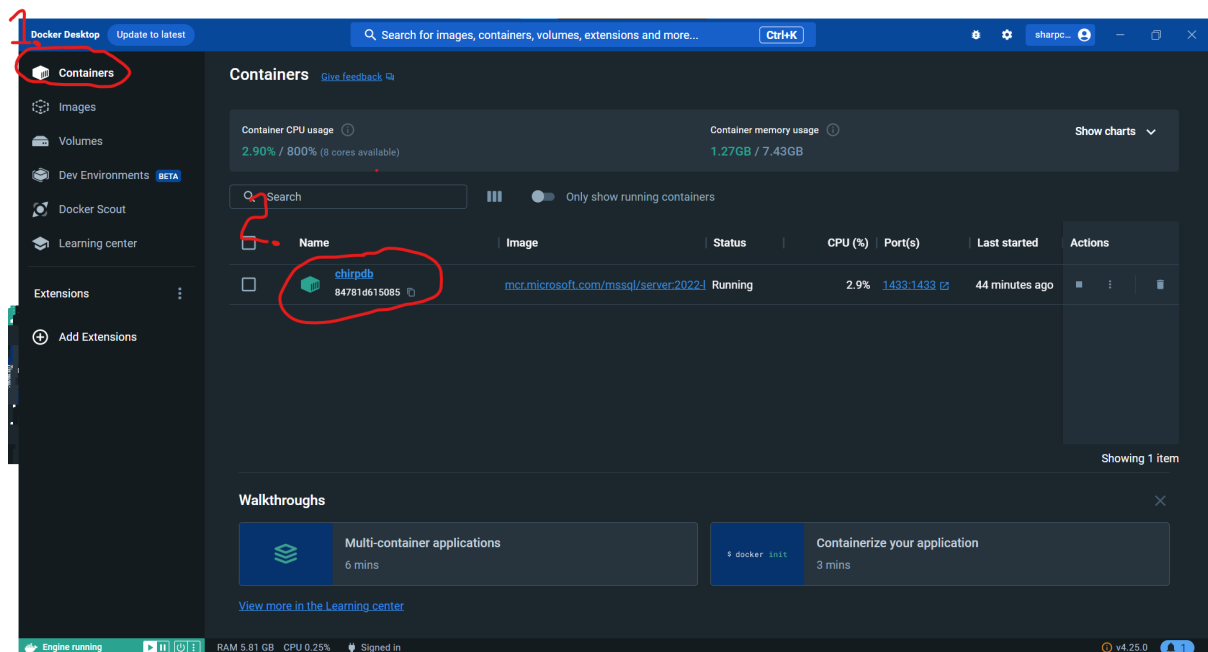 1.
Docker Desktop Update to latest Search for images, containers, volumes, extensions and more... Ctrl+K sharpc...
Containers
Images
Volumes
Dev Environments BETA
Docker Scout
Learning center
Extensions
Add Extensions
Containers Give feedback
Container CPU usage
2.90% / 800% (8 cores available)
Container memory usage
1.27GB / 7.43GB
Show charts
Search
Only show running containers
2.
Name Image Status CPU (%) Port(s) Last started Actions
chirpdb
84781d615085
mcr.microsoft.com/mssql/server:2022-l Running 2.9% 1433:1433 44 minutes ago
Showing 1 item
Walkthroughs
Multi-container applications
6 mins
$ docker init
Containerize your application
3 mins
View more in the Learning center
Engine running RAM 5.81 GB CPU 0.25% Signed in v4.25.0 1